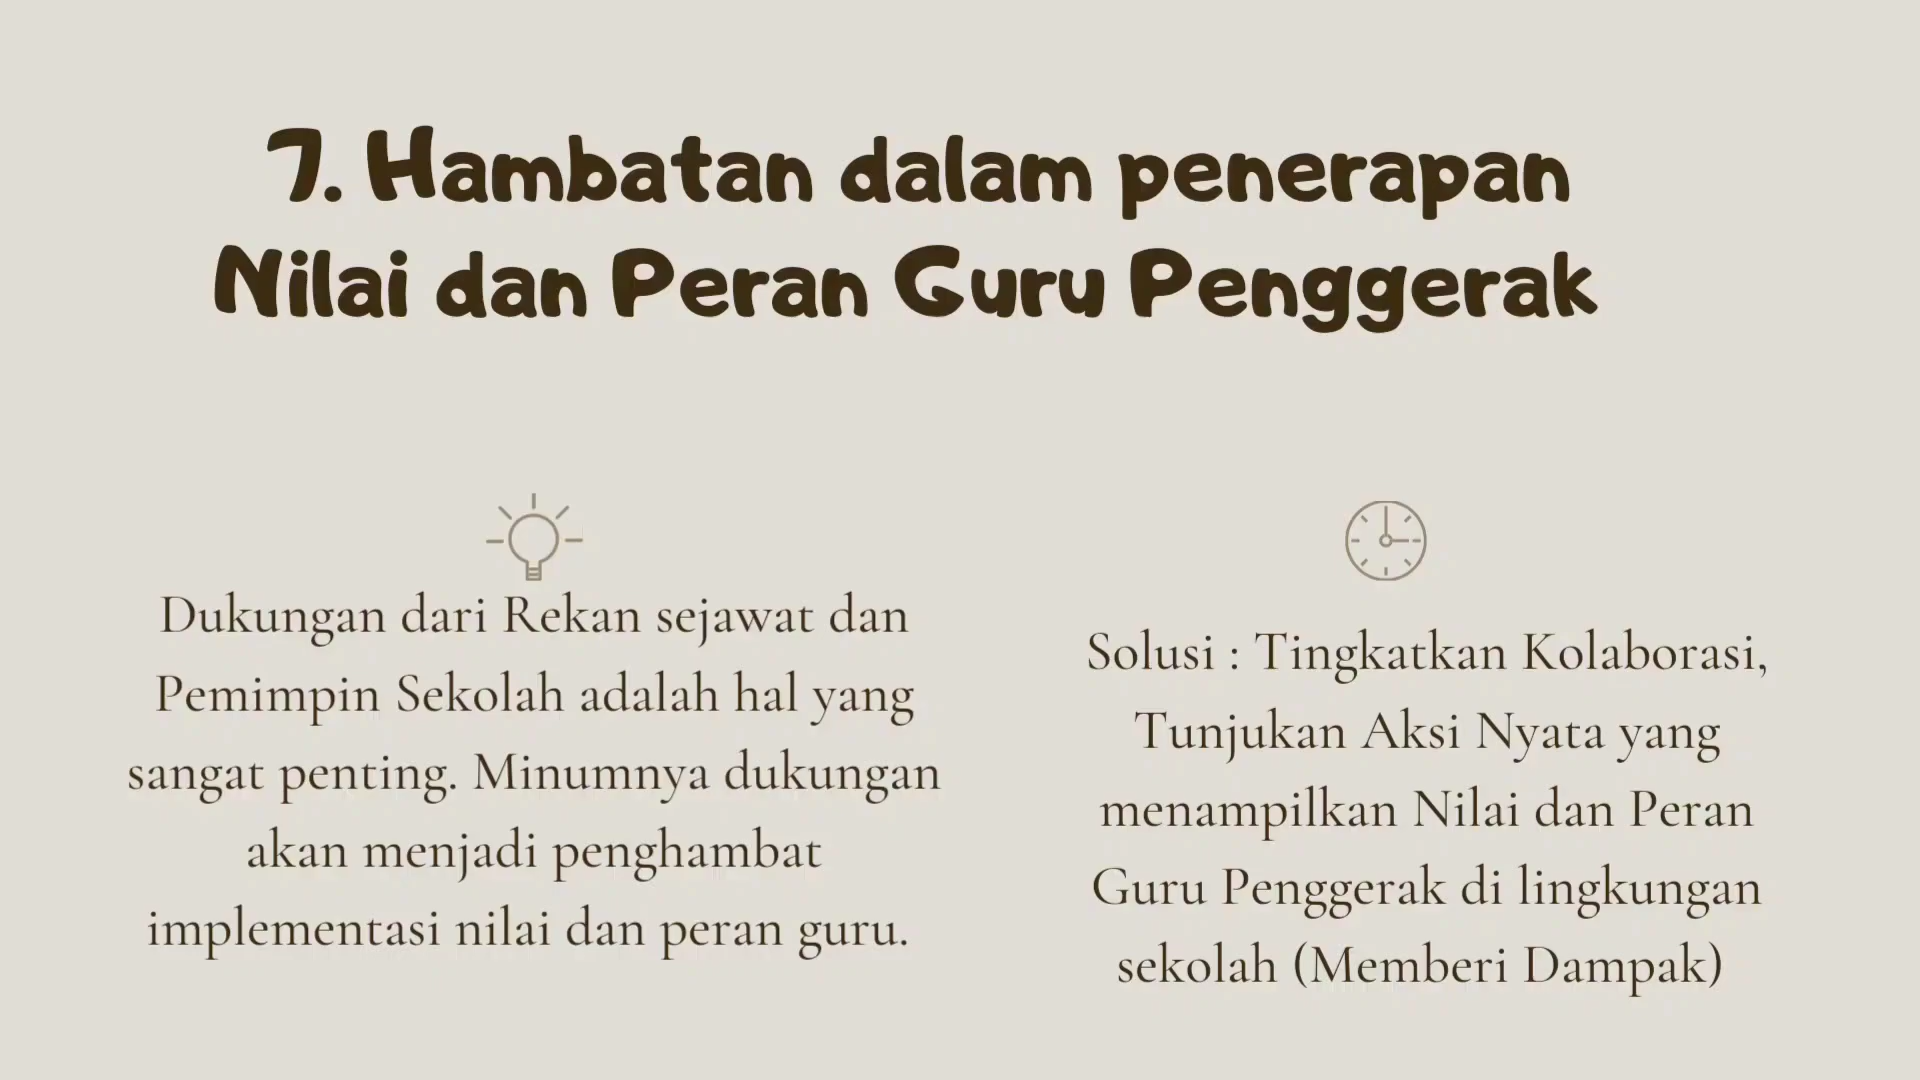 7. Hambatan dalam penerapan
Nilai dan Peran Guru Penggerak
Dukungan dari Rekan sejawat dan
Pemimpin Sekolah adalah hal yang
sangat penting. Minumnya dukungan
akan menjadi penghambat
implementasi nilai dan peran guru.
Solusi : Tingkatkan Kolaborasi,
Tunjukan Aksi Nyata yang
menampilkan Nilai dan Peran
Guru Penggerak di lingkungan
sekolah (Memberi Dampak)